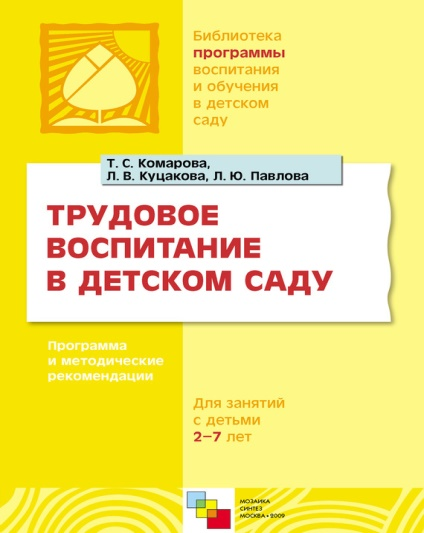 Библиотека
программы
воспитания
и обучения
в детском
саду
Т. С. Комарова,
Л. В. Куцакова, Л. Ю. Павлова
ТРУДОВОЕ
ВОСПИТАНИЕ
В ДЕТСКОМ САДУ
Программа
и методические
рекомендации
Для занятий
с детьми
2–7 лет
МОЗАИКА
СИНТЕЗ
МОСКВА • 2009